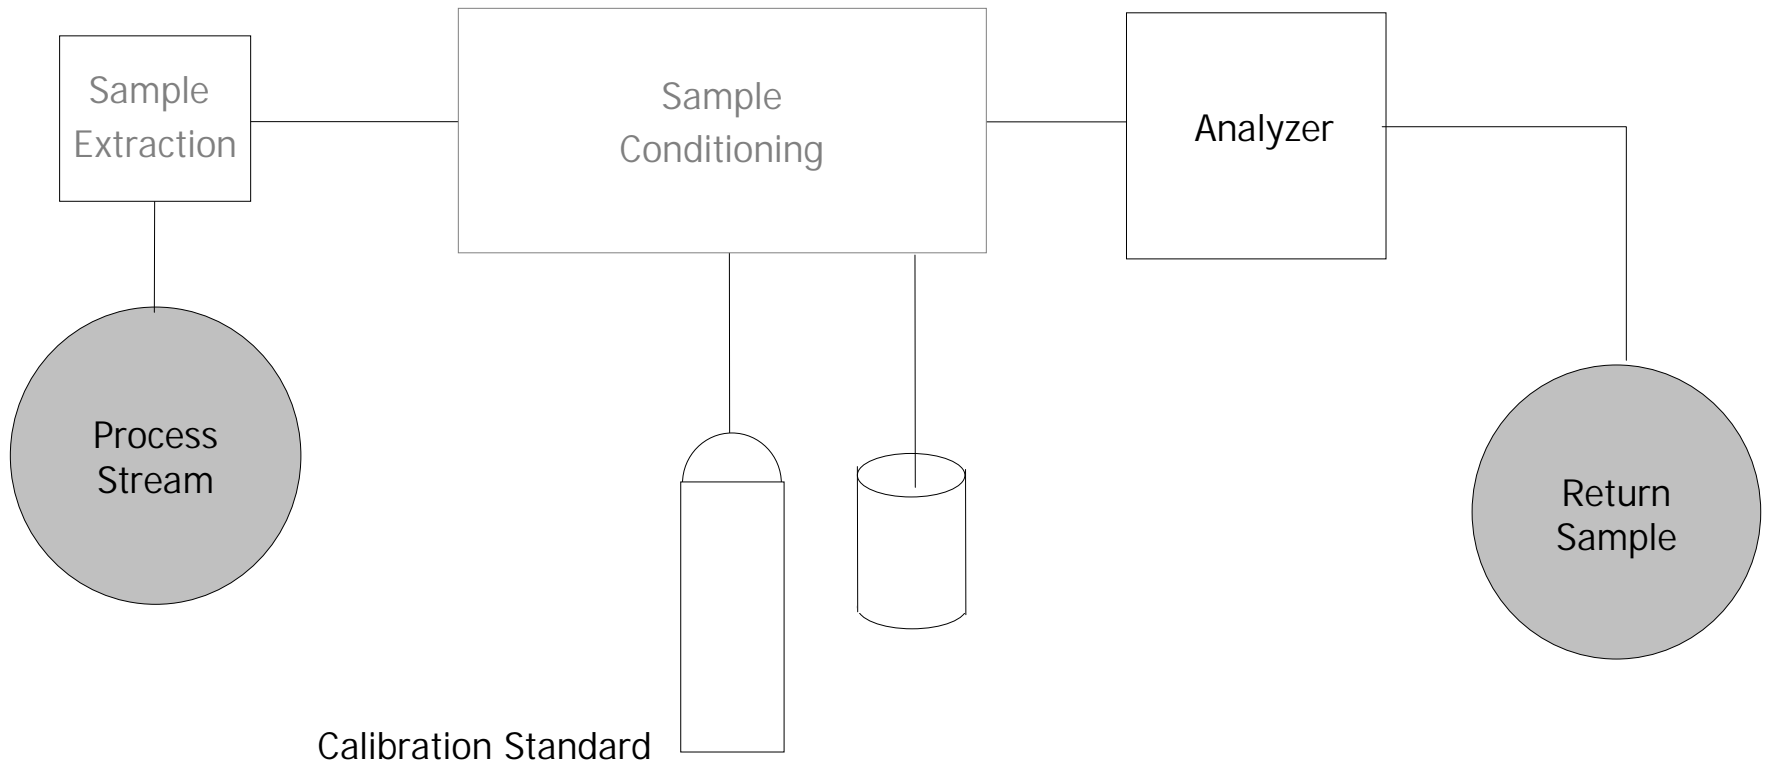 Sample
Extraction
Sample
Conditioning
Analyzer
Process
Stream
Return
Sample
Calibration Standard